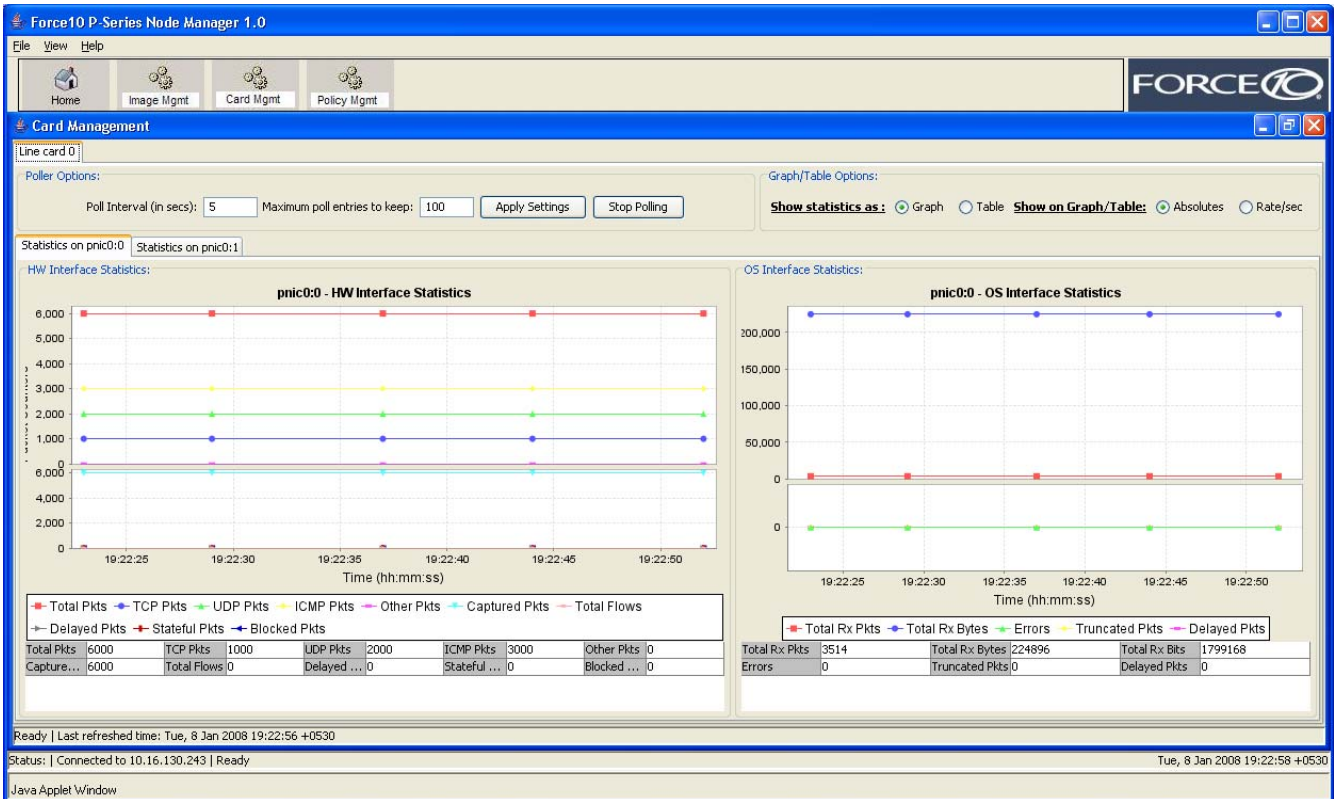 Force10 P-Series Node Manager 1.0
File View Help
Home
Image Mgmt
Card Mgmt
Policy Mgmt
FORCE10
Card Management
Line card 0
Poller Options:
Poll Interval (in secs): 5 Maximum poll entries to keep: 100 Apply Settings Stop Polling
Graph/Table Options:
Show statistics as : Graph Table Show on Graph/Table: Absolutes Rate/sec
Statistics on pnic0:0 Statistics on pnic0:1
HW Interface Statistics:
pnic0:0 - HW Interface Statistics
6,000
5,000
4,000
3,000
2,000
1,000
0
6,000
4,000
2,000
0
19:22:25 19:22:30 19:22:35 19:22:40 19:22:45 19:22:50
Time (hh:mm:ss)
Total Pkts TCP Pkts UDP Pkts ICMP Pkts Other Pkts Captured Pkts Total Flows
Delayed Pkts Stateful Pkts Blocked Pkts
Total Pkts 6000 TCP Pkts 1000 UDP Pkts 2000 ICMP Pkts 3000 Other Pkts 0
Capture... 6000 Total Flows 0 Delayed ... 0 Stateful ... 0 Blocked ... 0
OS Interface Statistics:
pnic0:0 - OS Interface Statistics
200,000
150,000
100,000
50,000
0
0
19:22:25 19:22:30 19:22:35 19:22:40 19:22:45 19:22:50
Time (hh:mm:ss)
Total Rx Pkts Total Rx Bytes Errors Truncated Pkts Delayed Pkts
Total Rx Pkts 3514 Total Rx Bytes 224896 Total Rx Bits 1799168
Errors 0 Truncated Pkts 0 Delayed Pkts 0
Ready | Last refreshed time: Tue, 8 Jan 2008 19:22:56 +0530
Status: | Connected to 10.16.130.243 | Ready
Tue, 8 Jan 2008 19:22:58 +0530
Java Applet Window